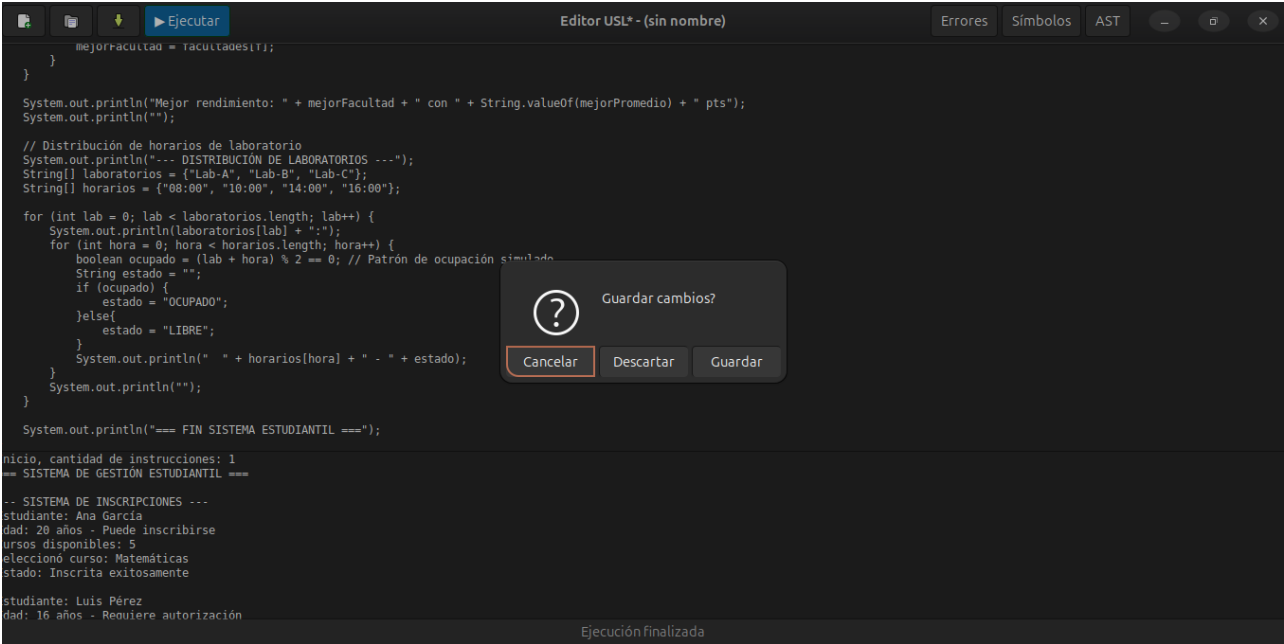 ▶ Ejecutar
Editor USL* - (sin nombre)
Errores
Símbolos
AST
mejorFacultad = facultades[f];
}
}
System.out.println("Mejor rendimiento: " + mejorFacultad + " con " + String.valueOf(mejorPromedio) + " pts");
System.out.println("");
// Distribución de horarios de laboratorio
System.out.println("--- DISTRIBUCIÓN DE LABORATORIOS ---");
String[] laboratorios = {"Lab-A", "Lab-B", "Lab-C"};
String[] horarios = {"08:00", "10:00", "14:00", "16:00"};
for (int lab = 0; lab < laboratorios.length; lab++) {
System.out.println(laboratorios[lab] + ":");
for (int hora = 0; hora < horarios.length; hora++) {
boolean ocupado = (lab + hora) % 2 == 0; // Patrón de ocupación simulado
String estado = "";
if (ocupado) {
estado = "OCUPADO";
}else{
estado = "LIBRE";
}
System.out.println("  " + horarios[hora] + " - " + estado);
}
System.out.println("");
}
System.out.println("=== FIN SISTEMA ESTUDIANTIL ===");
Guardar cambios?
Cancelar
Descartar
Guardar
nicio, cantidad de instrucciones: 1
== SISTEMA DE GESTIÓN ESTUDIANTIL ===
-- SISTEMA DE INSCRIPCIONES ---
studiante: Ana García
dad: 20 años - Puede inscribirse
ursos disponibles: 5
eleccionó curso: Matemáticas
stado: Inscrita exitosamente
studiante: Luis Pérez
dad: 16 años - Requiere autorización
Ejecución finalizada